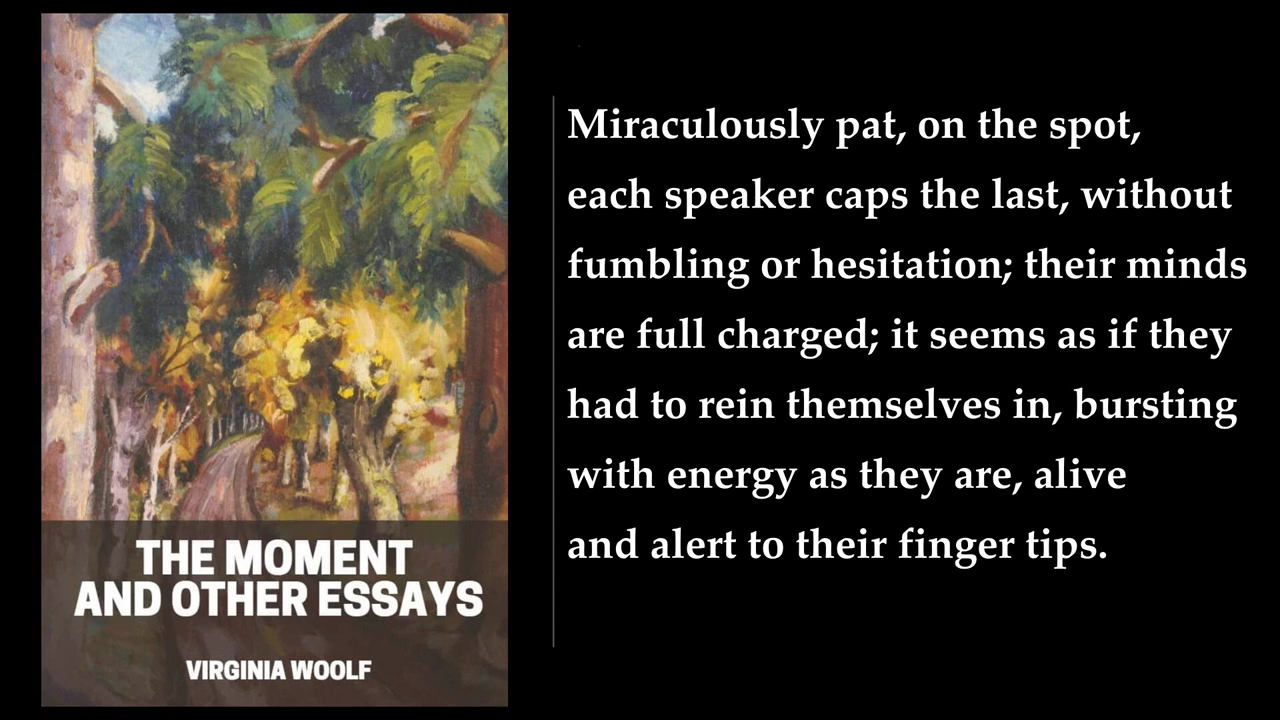 THE MOMENT
AND OTHER ESSAYS
VIRGINIA WOOLF
Miraculously pat, on the spot,
each speaker caps the last, without
fumbling or hesitation; their minds
are full charged; it seems as if they
had to rein themselves in, bursting
with energy as they are, alive
and alert to their finger tips.